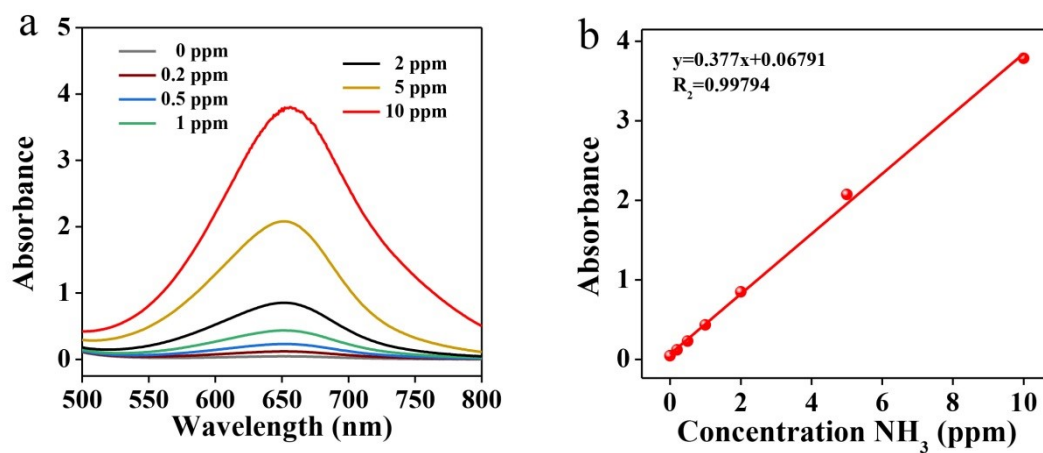 a
5
4
3
2
1
0
Absorbance
0 ppm
0.2 ppm
0.5 ppm
1 ppm
2 ppm
5 ppm
10 ppm
500 550 600 650 700 750 800
Wavelength (nm)
b
y=0.377x+0.06791
R₂=0.99794
4
3
2
1
0
Absorbance
0 2 4 6 8 10
Concentration NH₃ (ppm)